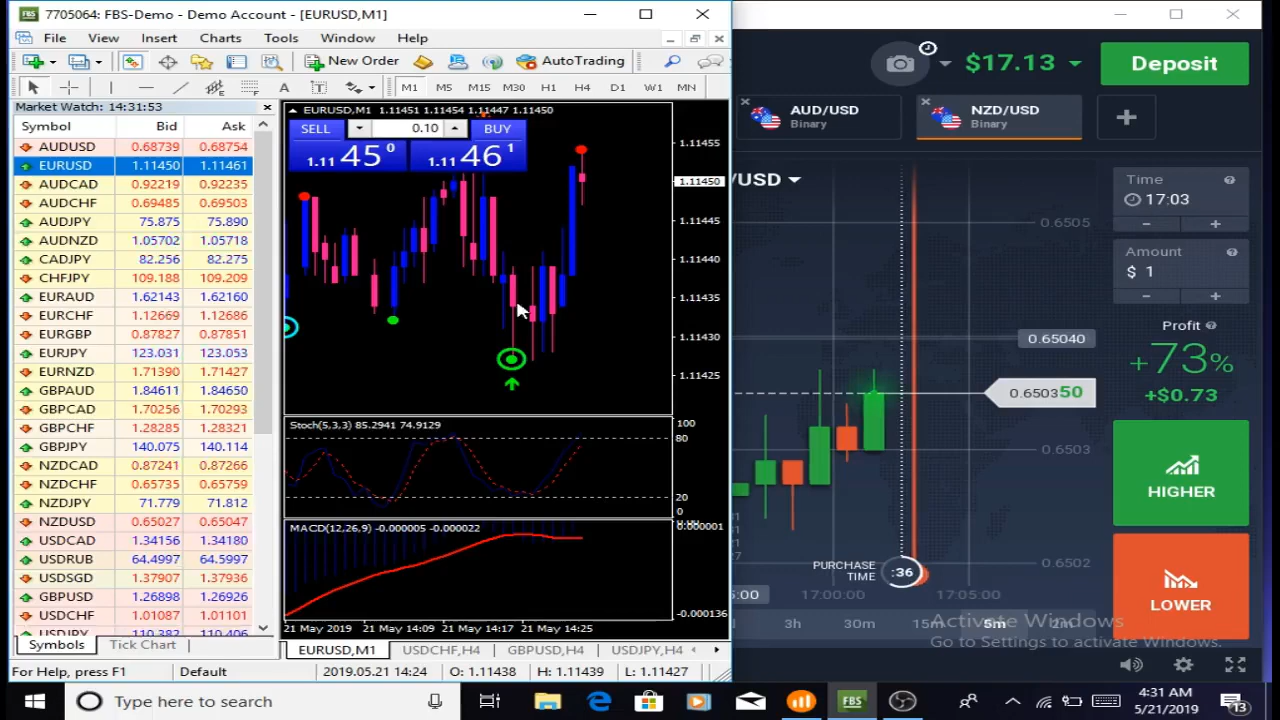 7705064: FBS-Demo - Demo Account - [EURUSD,M1]
File View Insert Charts Tools Window Help
New Order AutoTrading
M1 M5 M15 M30 H1 H4 D1 W1 MN
Market Watch: 14:31:53
Symbol Bid Ask
AUDUSD 0.68739 0.68754
EURUSD 1.11450 1.11461
AUDCAD 0.92219 0.92235
AUDCHF 0.69485 0.69503
AUDJPY 75.875 75.890
AUDNZD 1.05702 1.05718
CADJPY 82.256 82.275
CHFJPY 109.188 109.209
EURAUD 1.62143 1.62160
EURCHF 1.12669 1.12686
EURGBP 0.87827 0.87851
EURJPY 123.031 123.053
EURNZD 1.71390 1.71427
GBPAUD 1.84611 1.84650
GBPCAD 1.70256 1.70293
GBPCHF 1.28285 1.28321
GBPJPY 140.075 140.114
NZDCAD 0.87241 0.87266
NZDCHF 0.65735 0.65759
NZDJPY 71.779 71.812
NZDUSD 0.65027 0.65047
USDCAD 1.34156 1.34180
USDRUB 64.4997 64.5997
USDSGD 1.37907 1.37936
GBPUSD 1.26898 1.26926
USDCHF 1.01087 1.01101
USDJPY 110.382 110.406
Symbols Tick Chart
EURUSD,M1 1.11451 1.11454 1.11447 1.11450
SELL 0.10 BUY
1.11 45 0 1.11 46 1
1.11455
1.11450
1.11445
1.11440
1.11435
1.11430
1.11425
Stoch(5,3,3) 85.2941 74.9129
100
80
20
0
MACD(12,26,9) -0.000005 -0.000022
0.000001
-0.000136
21 May 2019 21 May 14:09 21 May 14:17 21 May 14:25
EURUSD,M1 USDCHF,H4 GBPUSD,H4 USDJPY,H4
For Help, press F1 Default 2019.05.21 14:24 O: 1.11438 H: 1.11439 L: 1.11427
$17.13 Deposit
AUD/USD
Binary
NZD/USD
Binary
/USD
0.6505
0.65040
0.650350
0.6503
0.6502
PURCHASE
TIME
:36
17:00:00 17:05:00
3h 30m 15m 5m 2m
Time
17:03
- +
Amount
$ 1
- +
Profit
+73%
+$0.73
HIGHER
LOWER
Activate Windows
Go to Settings to activate Windows.
FBS
Type here to search
4:31 AM
5/21/2019
13